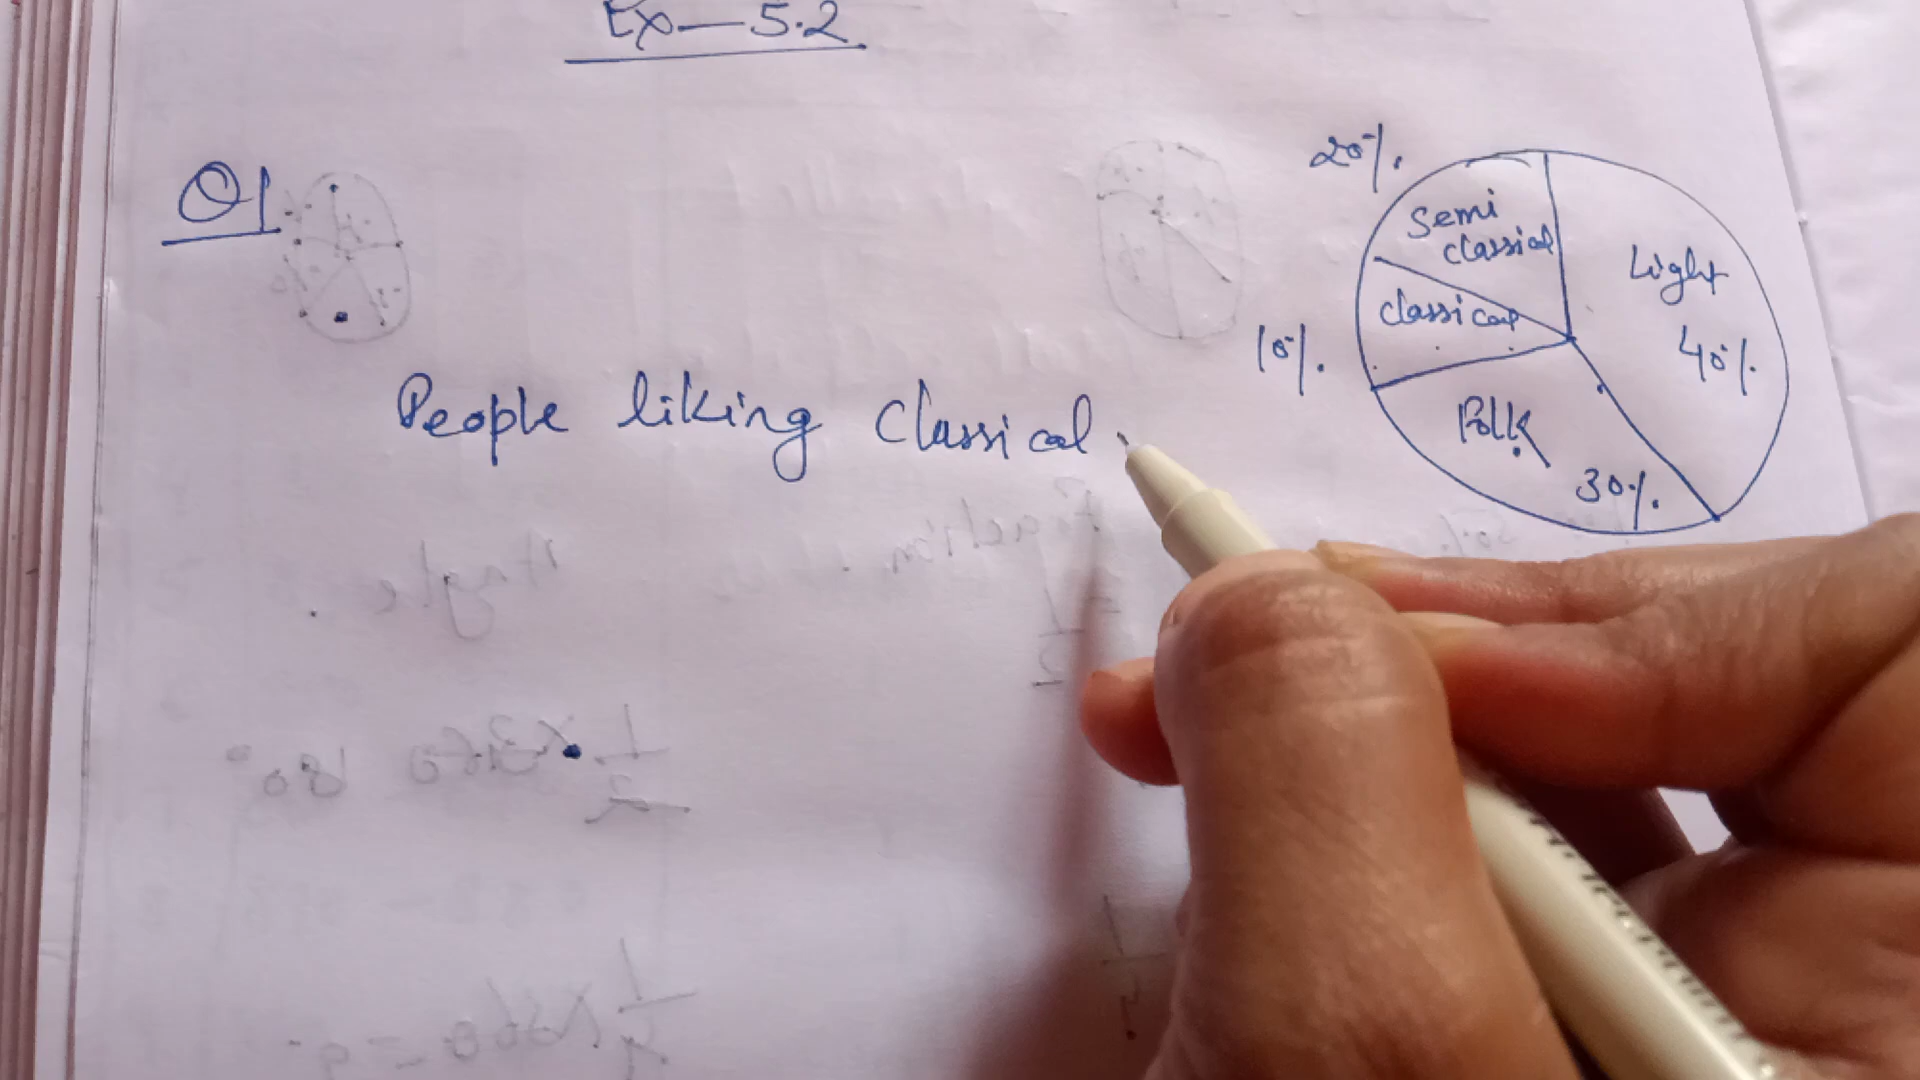 Ex—5.2
Q1
20%.
Semi
classical
Light
40%.
classical
10%.
Folk
30%.
People liking Classical